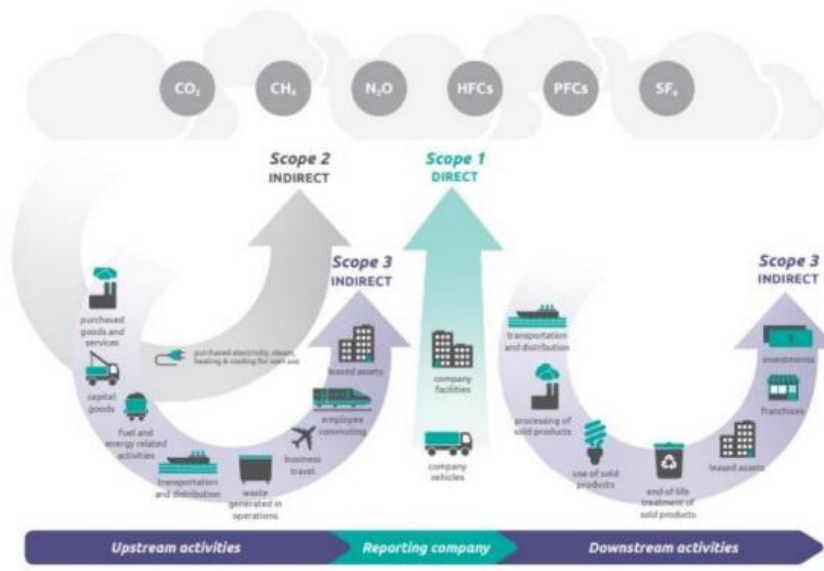 CO₂
CH₄
N₂O
HFCs
PFCs
SF₆
Scope 2
INDIRECT
Scope 1
DIRECT
Scope 3
INDIRECT
Scope 3
INDIRECT
purchased
goods and
services
capital
goods
fuel and
energy related
activities
transportation
and distribution
waste
generated in
operations
business
travel
employee
commuting
leased assets
purchased electricity, steam,
heating & cooling for own use
company
facilities
company
vehicles
transportation
and distribution
processing of
sold products
use of sold
products
end-of-life
treatment of
sold products
leased assets
franchises
investments
Upstream activities
Reporting company
Downstream activities